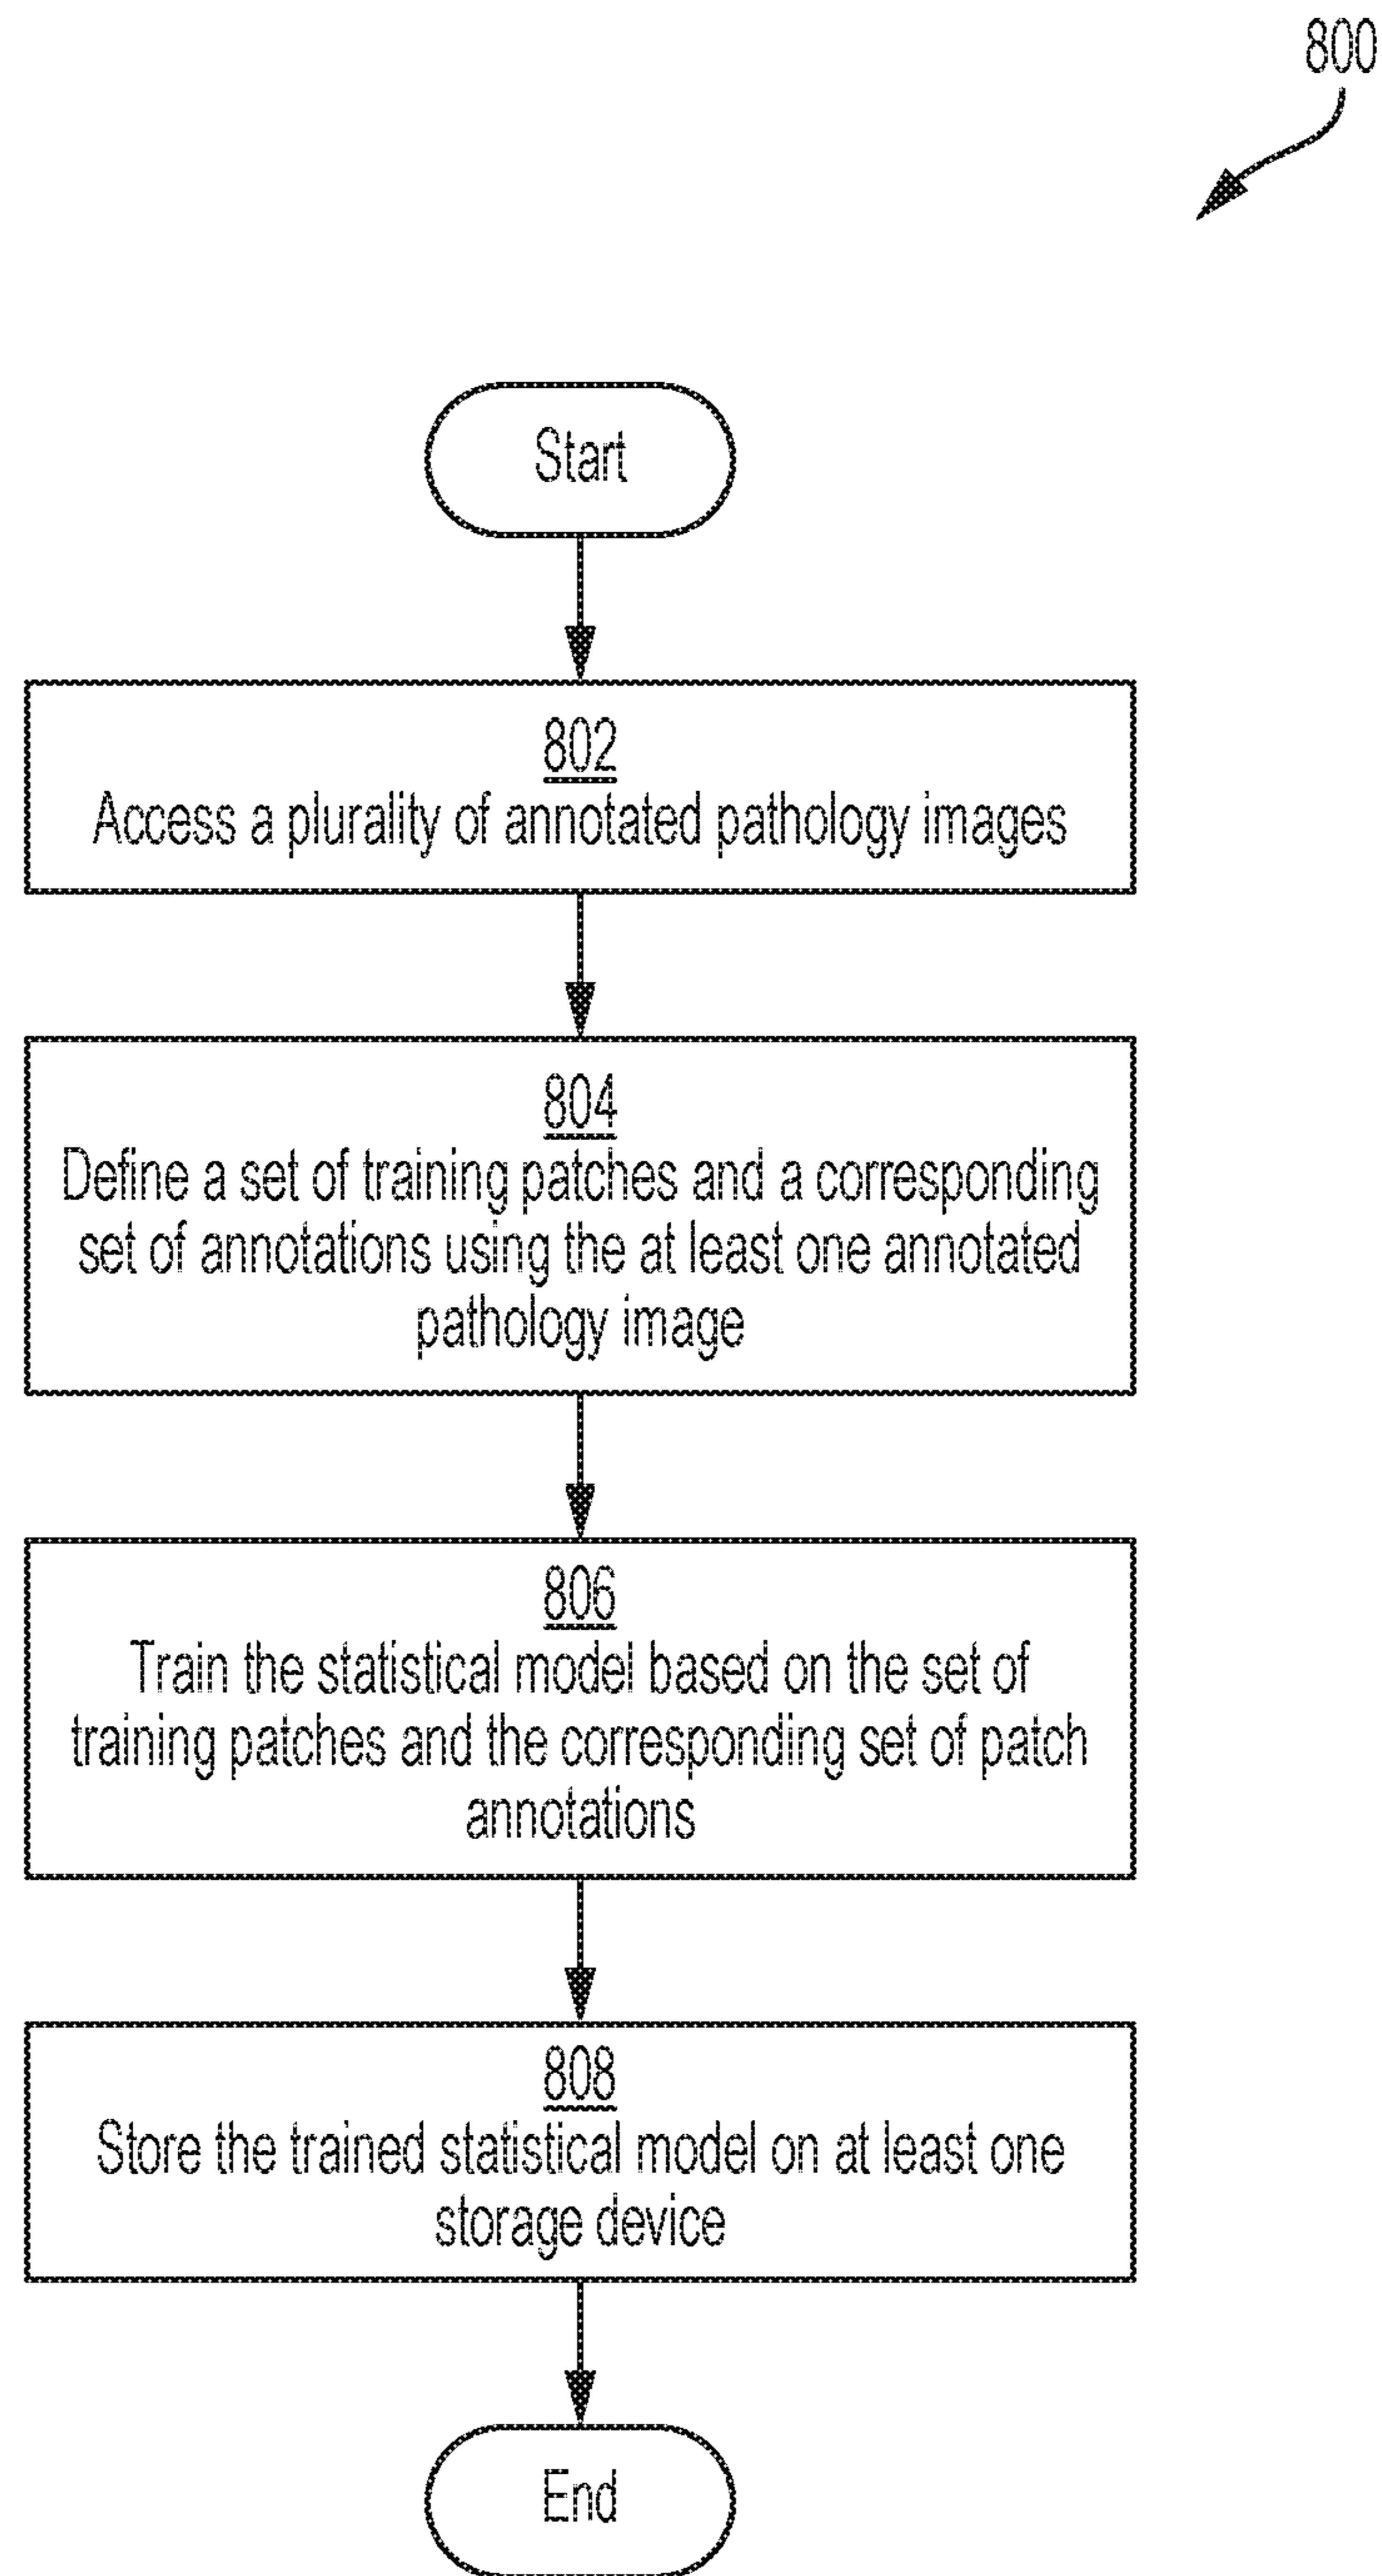 800
Start
802
Access a plurality of annotated pathology images
804
Define a set of training patches and a corresponding
set of annotations using the at least one annotated
pathology image
806
Train the statistical model based on the set of
training patches and the corresponding set of patch
annotations
808
Store the trained statistical model on at least one
storage device
End